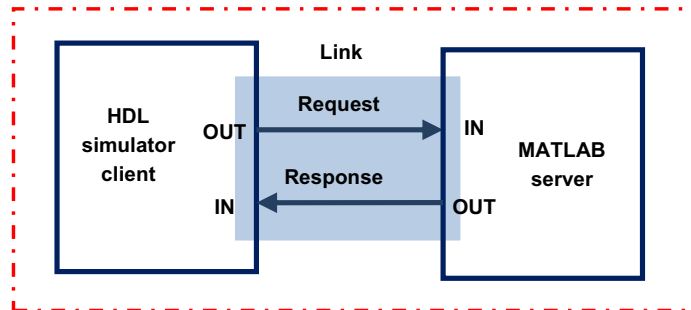 Link
HDL
simulator
client
OUT
Request
IN
MATLAB
server
IN
Response
OUT